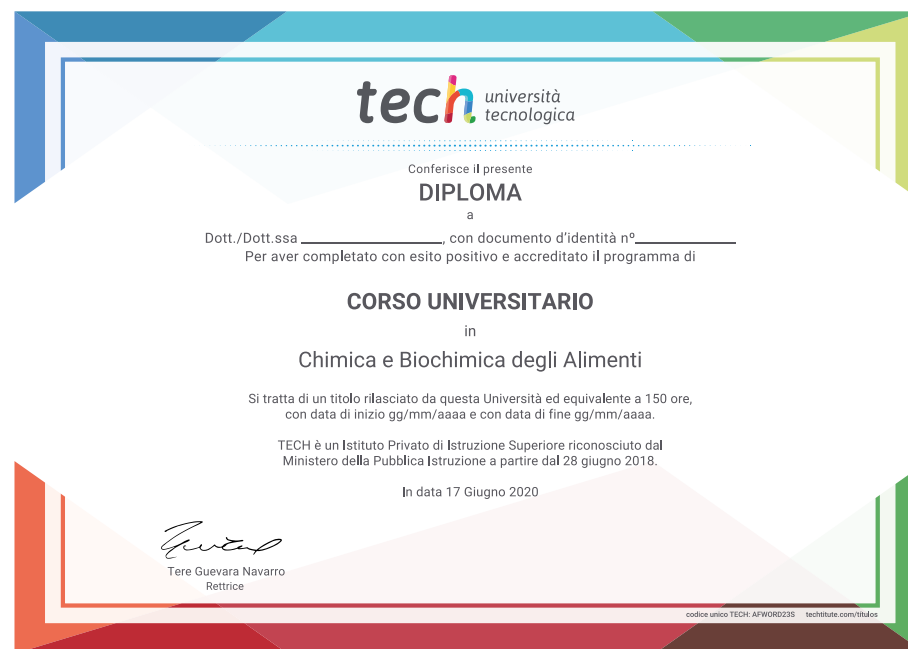 tech università
tecnologica
Conferisce il presente
DIPLOMA
a
Dott./Dott.ssa ____________________, con documento d'identità nº______________
Per aver completato con esito positivo e accreditato il programma di
CORSO UNIVERSITARIO
in
Chimica e Biochimica degli Alimenti
Si tratta di un titolo rilasciato da questa Università ed equivalente a 150 ore,
con data di inizio gg/mm/aaaa e con data di fine gg/mm/aaaa.
TECH è un Istituto Privato di Istruzione Superiore riconosciuto dal
Ministero della Pubblica Istruzione a partire dal 28 giugno 2018.
In data 17 Giugno 2020
Tere Guevara Navarro
Rettrice
codice unico TECH: AFWORD23S techtitute.com/titulos